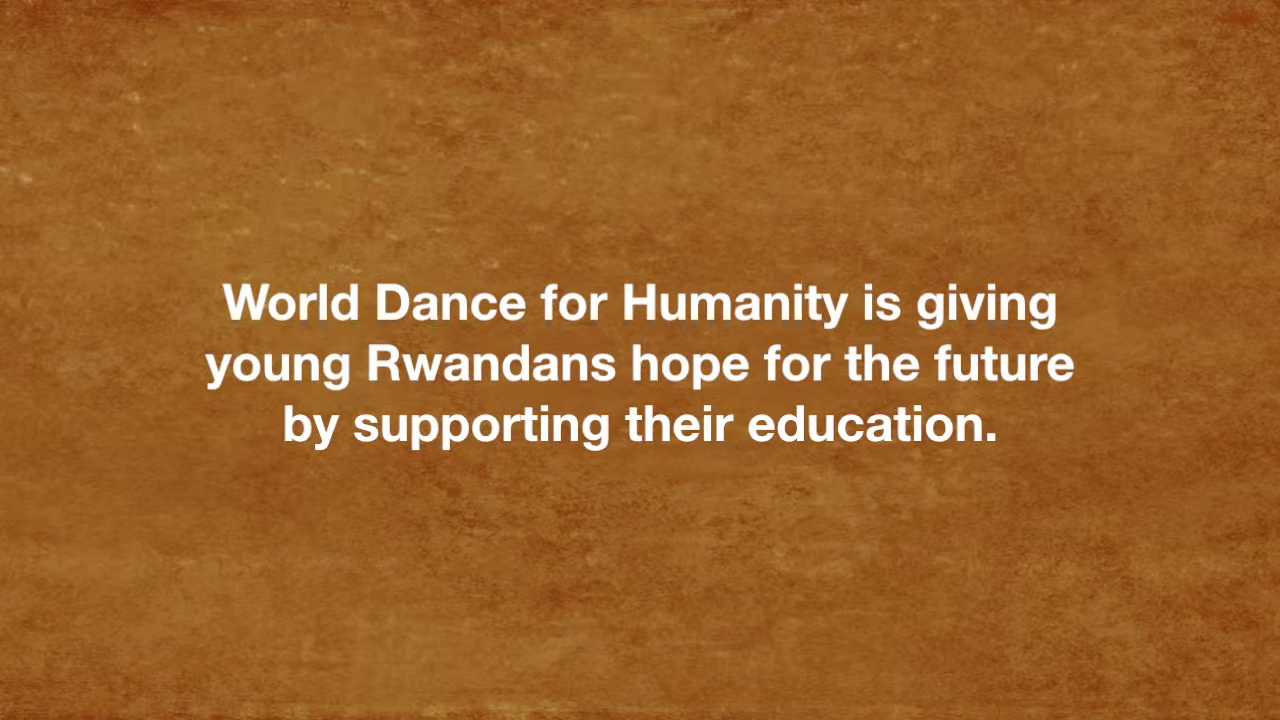 World Dance for Humanity is giving
young Rwandans hope for the future
by supporting their education.